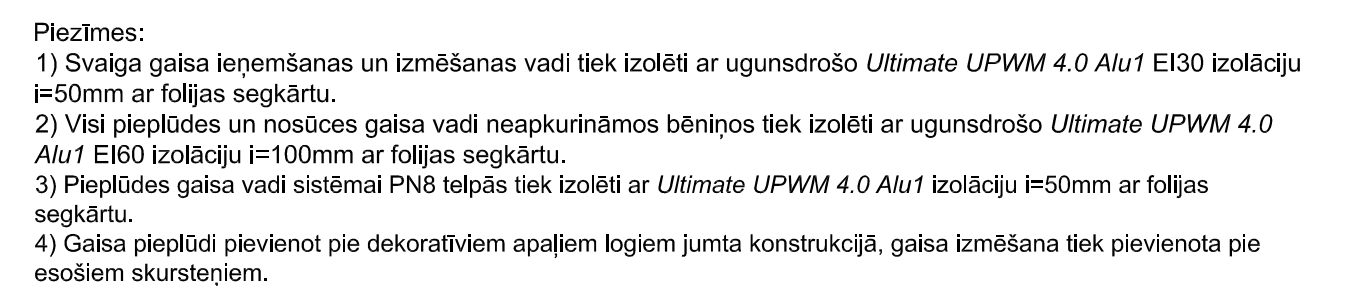 Piezīmes:
1) Svaiga gaisa ieņemšanas un izmēšanas vadi tiek izolēti ar ugunsdrošo Ultimate UPWM 4.0 Alu1 EI30 izolāciju
i=50mm ar folijas segkārtu.
2) Visi pieplūdes un nosūces gaisa vadi neapkurināmos bēniņos tiek izolēti ar ugunsdrošo Ultimate UPWM 4.0
Alu1 EI60 izolāciju i=100mm ar folijas segkārtu.
3) Pieplūdes gaisa vadi sistēmai PN8 telpās tiek izolēti ar Ultimate UPWM 4.0 Alu1 izolāciju i=50mm ar folijas
segkārtu.
4) Gaisa pieplūdi pievienot pie dekoratīviem apaļiem logiem jumta konstrukcijā, gaisa izmēšana tiek pievienota pie
esošiem skursteņiem.